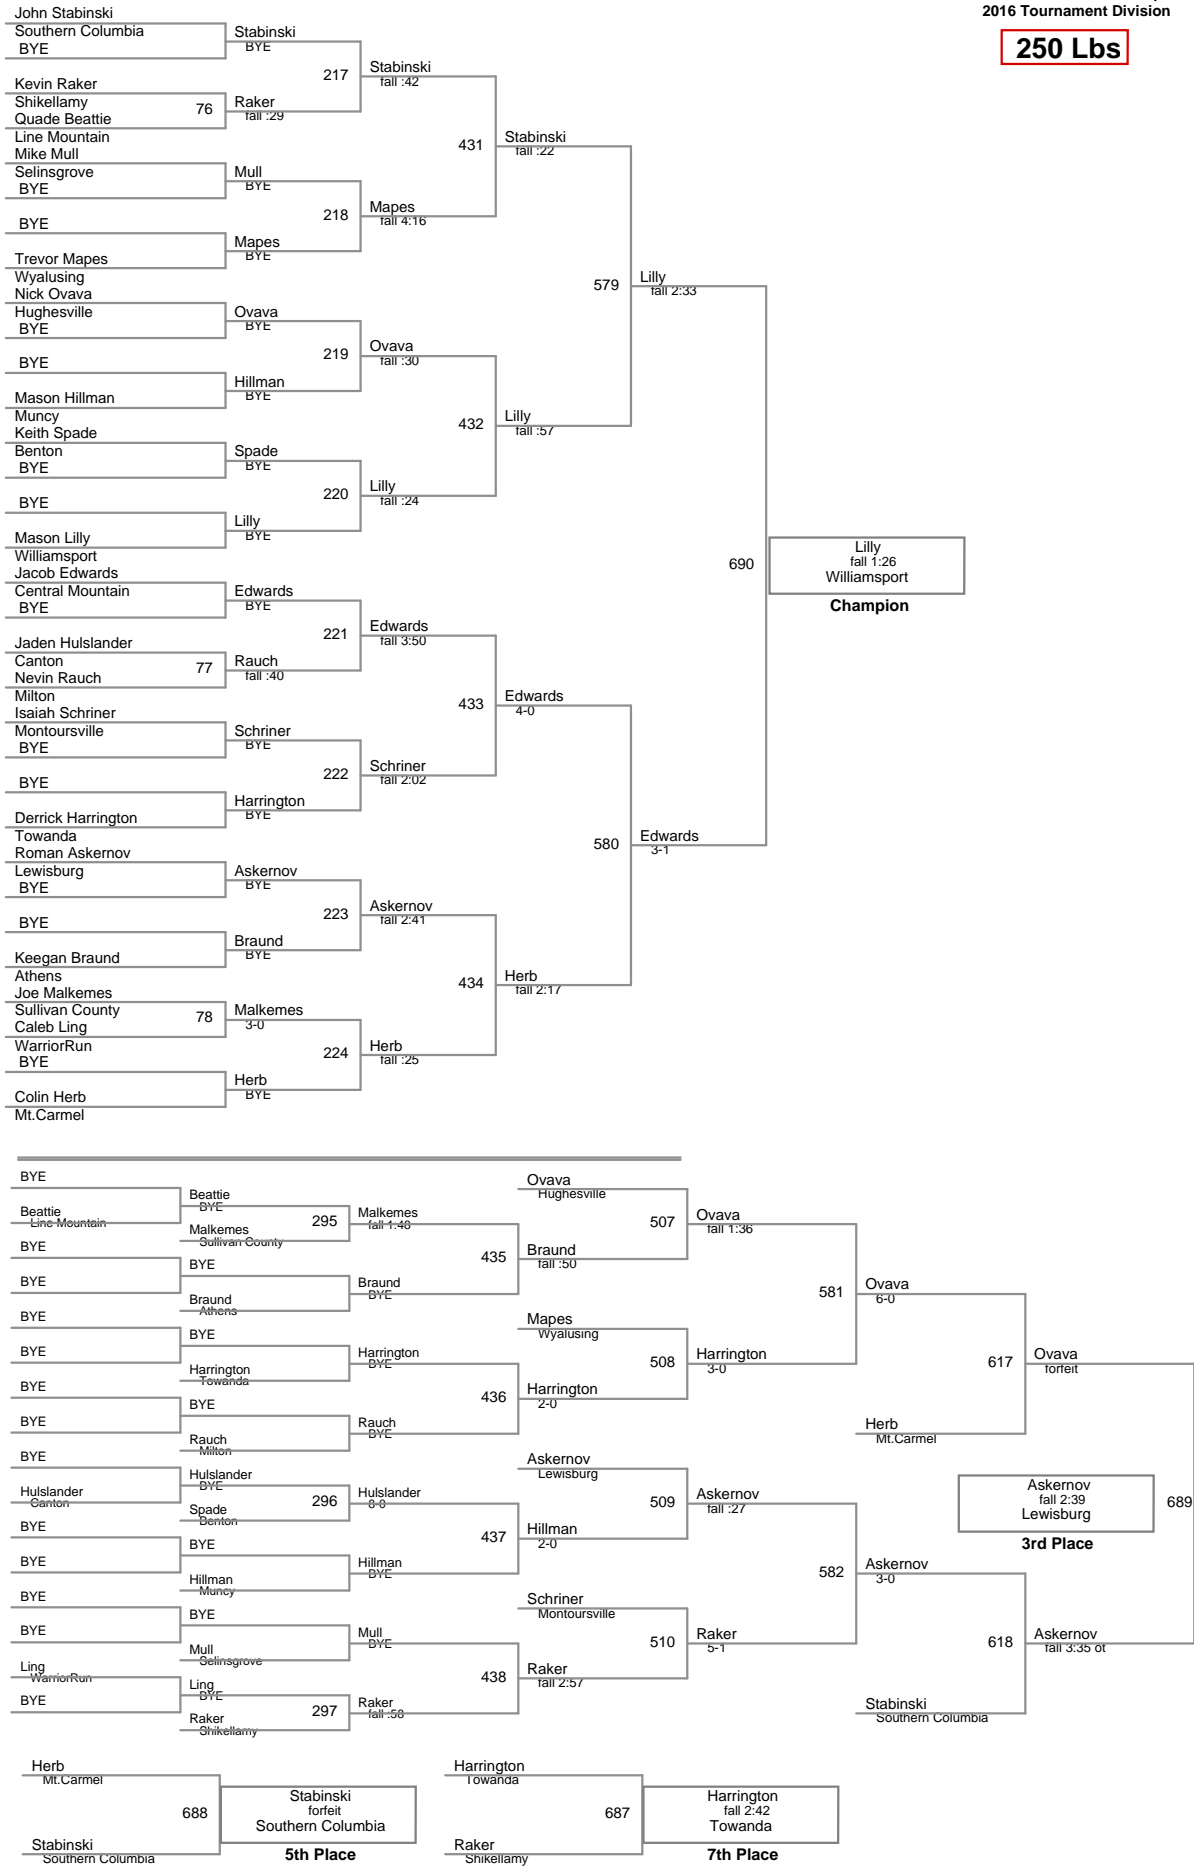 2016 Tournament Division
250 Lbs
John Stabinski
Southern Columbia
BYE
Kevin Raker
Shikellamy
Quade Beattie
Line Mountain
Mike Mull
Selinsgrove
BYE
BYE
Trevor Mapes
Wyalusing
Nick Ovava
Hughesville
BYE
BYE
Mason Hillman
Muncy
Keith Spade
Benton
BYE
BYE
Mason Lilly
Williamsport
Jacob Edwards
Central Mountain
BYE
Jaden Hulslander
Canton
Nevin Rauch
Milton
Isaiah Schriner
Montoursville
BYE
BYE
Derrick Harrington
Towanda
Roman Askernov
Lewisburg
BYE
BYE
Keegan Braund
Athens
Joe Malkemes
Sullivan County
Caleb Ling
WarriorRun
BYE
Colin Herb
Mt.Carmel
76
77
78
Stabinski
BYE
Raker
fall :29
Mull
BYE
Mapes
BYE
Ovava
BYE
Hillman
BYE
Spade
BYE
Lilly
BYE
Edwards
BYE
Rauch
fall :40
Schriner
BYE
Harrington
BYE
Askernov
BYE
Braund
BYE
Malkemes
3-0
Herb
BYE
217
218
219
220
221
222
223
224
Stabinski
fall :42
Mapes
fall 4:16
Ovava
fall :30
Lilly
fall :24
Edwards
fall 3:50
Schriner
fall 2:02
Askernov
fall 2:41
Herb
fall :25
431
432
433
434
Stabinski
fall :22
Lilly
fall :57
Edwards
4-0
Herb
fall 2:17
579
580
Lilly
fall 2:33
Edwards
3-1
690
Lilly
fall 1:26
Williamsport
Champion
BYE
Beattie
Line Mountain
BYE
BYE
BYE
BYE
BYE
BYE
BYE
Hulslander
Canton
BYE
BYE
BYE
BYE
Ling
WarriorRun
BYE
Beattie
BYE
Malkemes
Sullivan County
BYE
Braund
Athens
BYE
Harrington
Towanda
BYE
Rauch
Milton
Hulslander
BYE
Spade
Benton
BYE
Hillman
Muncy
BYE
Mull
Selinsgrove
Ling
BYE
Raker
Shikellamy
295
296
297
Malkemes
fall 1:48
Braund
BYE
Harrington
BYE
Rauch
BYE
Hulslander
8-0
Hillman
BYE
Mull
BYE
Raker
fall :58
435
436
437
438
Ovava
Hughesville
Braund
fall :50
Mapes
Wyalusing
Harrington
2-0
Askernov
Lewisburg
Hillman
2-0
Schriner
Montoursville
Raker
fall 2:57
507
508
509
510
Ovava
fall 1:36
Harrington
3-0
Askernov
fall :27
Raker
5-1
581
582
Ovava
6-0
Herb
Mt.Carmel
Askernov
3-0
Stabinski
Southern Columbia
617
618
Ovava
forfeit
Askernov
fall 3:35 ot
689
Askernov
fall 2:39
Lewisburg
3rd Place
Herb
Mt.Carmel
688
Stabinski
Southern Columbia
Stabinski
forfeit
Southern Columbia
5th Place
Harrington
Towanda
687
Raker
Shikellamy
Harrington
fall 2:42
Towanda
7th Place